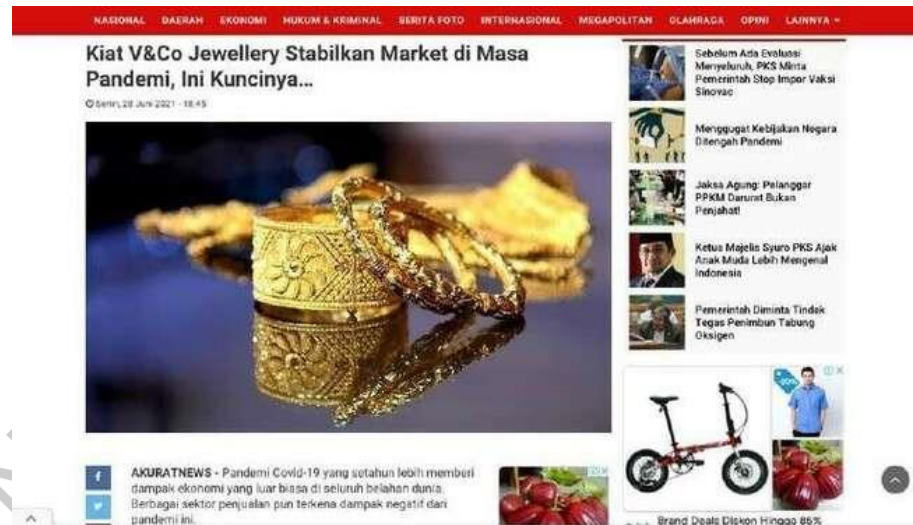 NASIONAL DAERAH EKONOMI HUKUM & KRIMINAL BERITA FOTO INTERNASIONAL MEGAPOLITAN OLAHRAGA OPINI LAINNYA
Kiat V&Co Jewellery Stabilkan Market di Masa
Pandemi, Ini Kuncinya...
Senin, 28 Juni 2021 - 18:45
AKURATNEWS - Pandemi Covid-19 yang setahun lebih memberi
dampak ekonomi yang luar biasa di seluruh belahan dunia.
Berbagai sektor penjualan pun terkena dampak negatif dari
pandemi ini.
Sebelum Ada Evaluasi
Menyeluruh, PKS Minta
Pemerintah Stop Impor Vaksi
Sinovac
Menggugat Kebijakan Negara
Ditengah Pandemi
Jaksa Agung: Pelanggar
PPKM Darurat Bukan
Penjahat!
Ketua Majelis Syuro PKS Ajak
Anak Muda Lebih Mengenal
Indonesia
Pemerintah Diminta Tindak
Tegas Penimbun Tabung
Oksigen
Brand Deals Diskon Hingga 85%